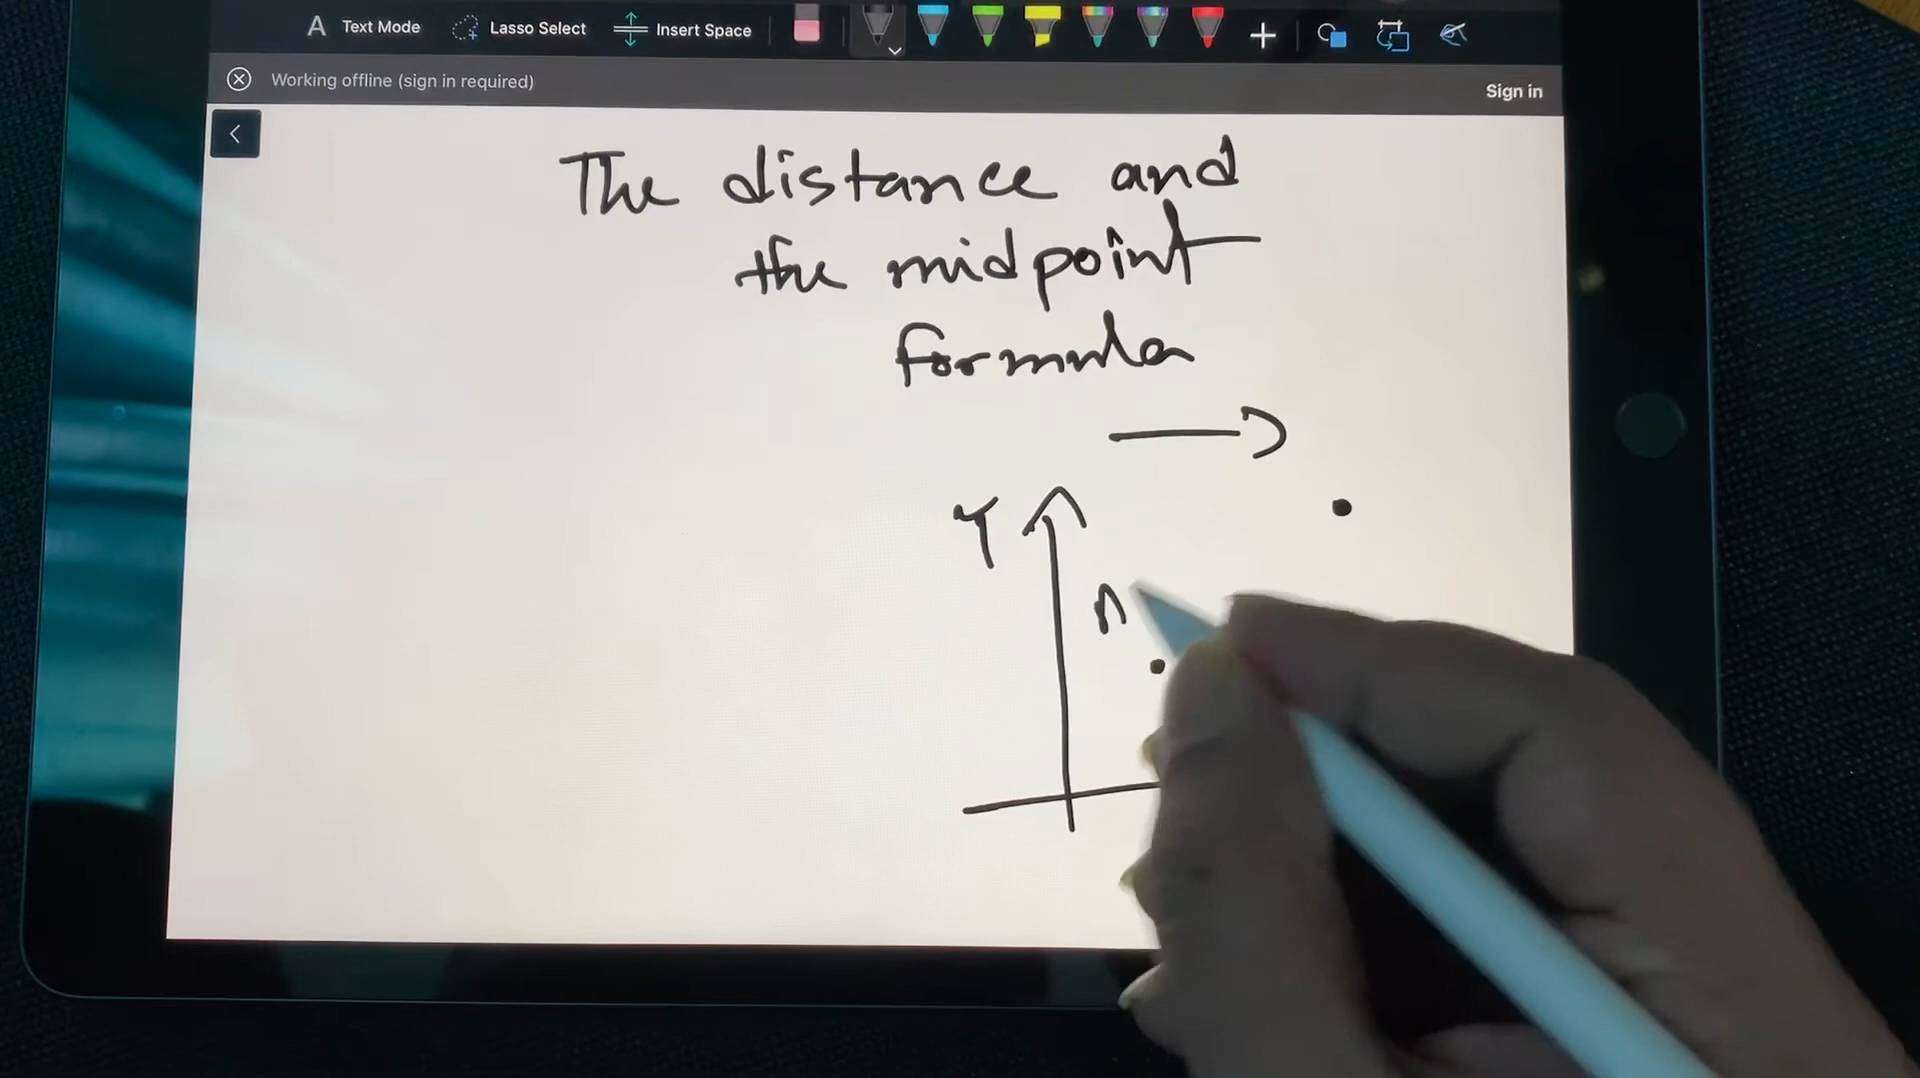 A Text Mode Lasso Select Insert Space
Working offline (sign in required)
Sign in
The distance and
the midpoint
formula
Y